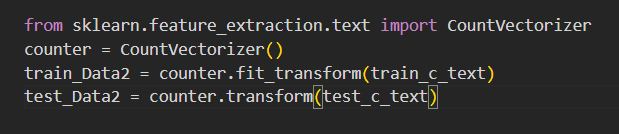 from sklearn.feature_extraction.text import CountVectorizer
counter = CountVectorizer()
train_Data2 = counter.fit_transform(train_c_text)
test_Data2 = counter.transform(test_c_text)